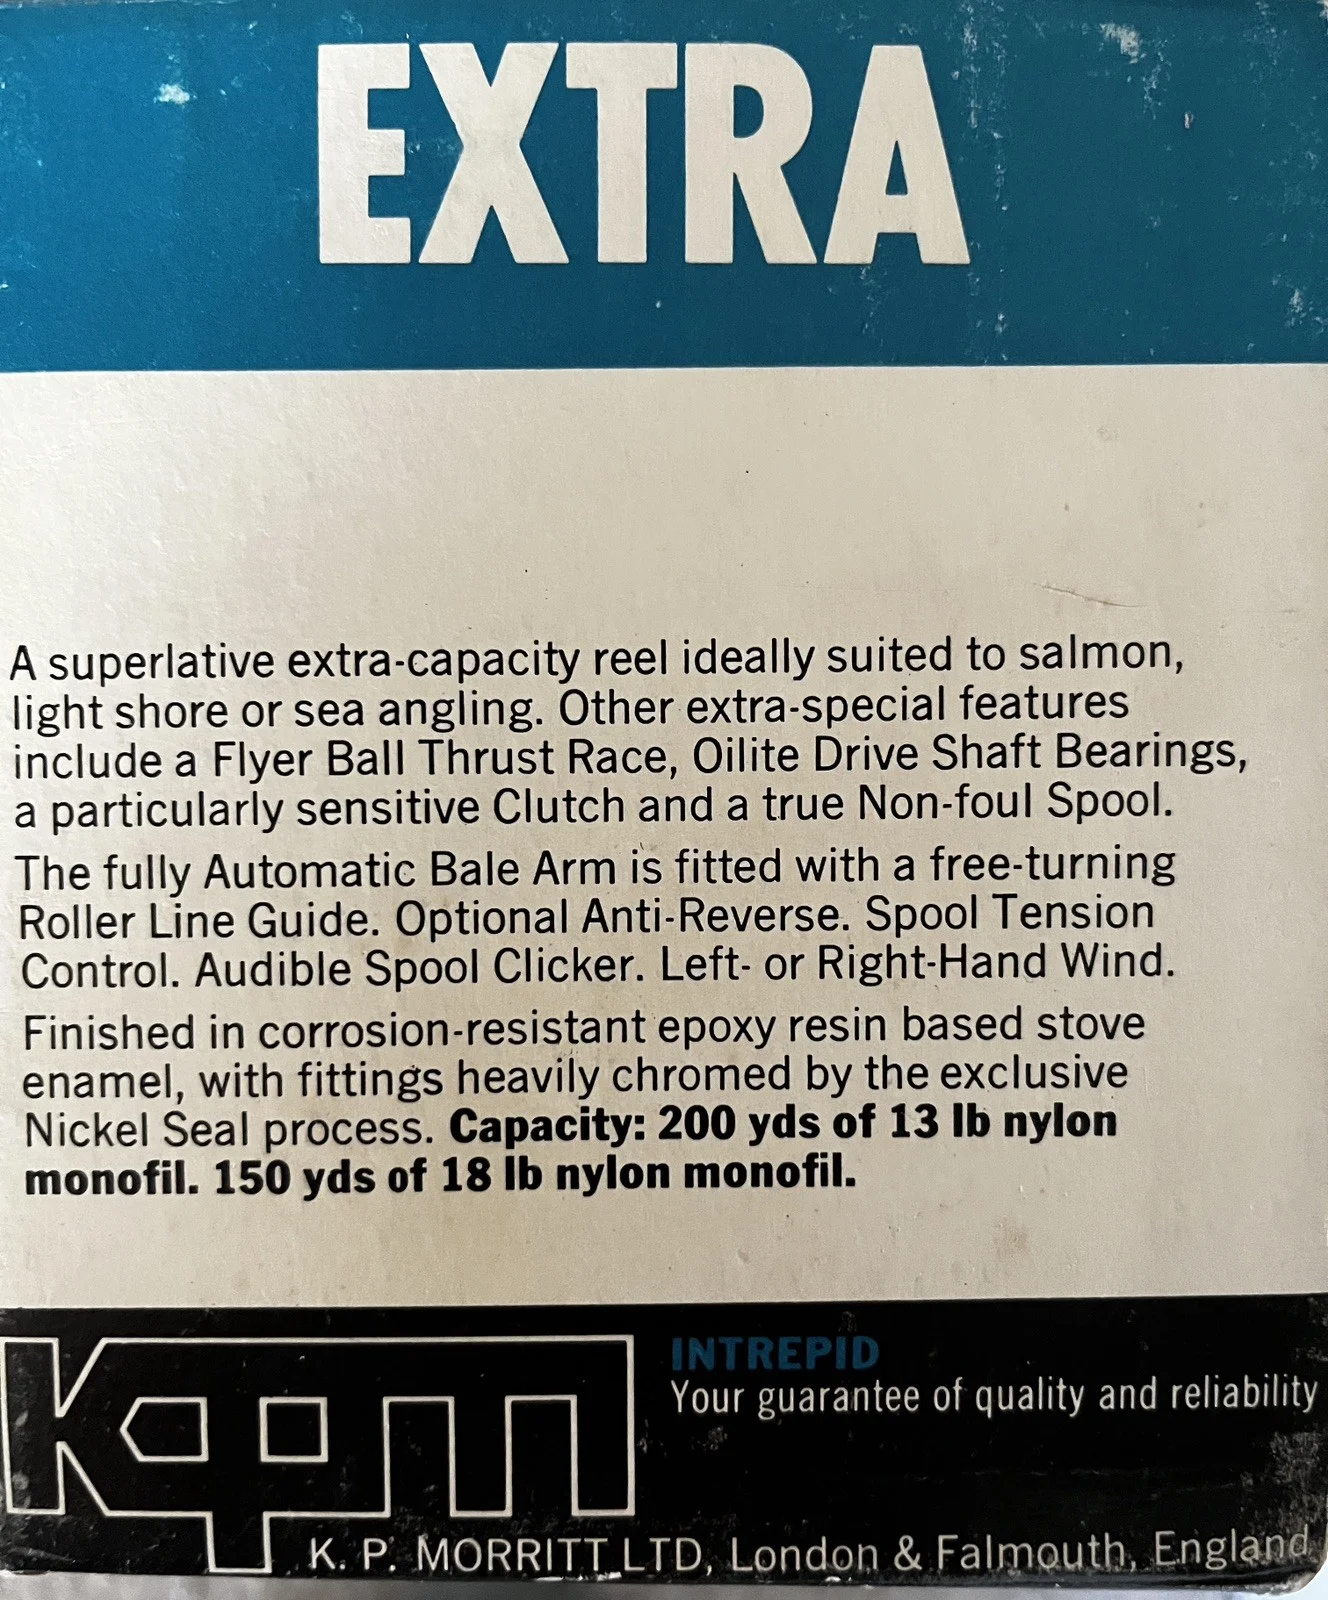 EXTRA
A superlative extra-capacity reel ideally suited to salmon,
light shore or sea angling. Other extra-special features
include a Flyer Ball Thrust Race, Oilite Drive Shaft Bearings,
a particularly sensitive Clutch and a true Non-foul Spool.
The fully Automatic Bale Arm is fitted with a free-turning
Roller Line Guide. Optional Anti-Reverse. Spool Tension
Control. Audible Spool Clicker. Left- or Right-Hand Wind.
Finished in corrosion-resistant epoxy resin based stove
enamel, with fittings heavily chromed by the exclusive
Nickel Seal process. Capacity: 200 yds of 13 lb nylon
monofil. 150 yds of 18 lb nylon monofil.
kpm
INTREPID
Your guarantee of quality and reliability
K. P. MORRITT LTD, London & Falmouth, England